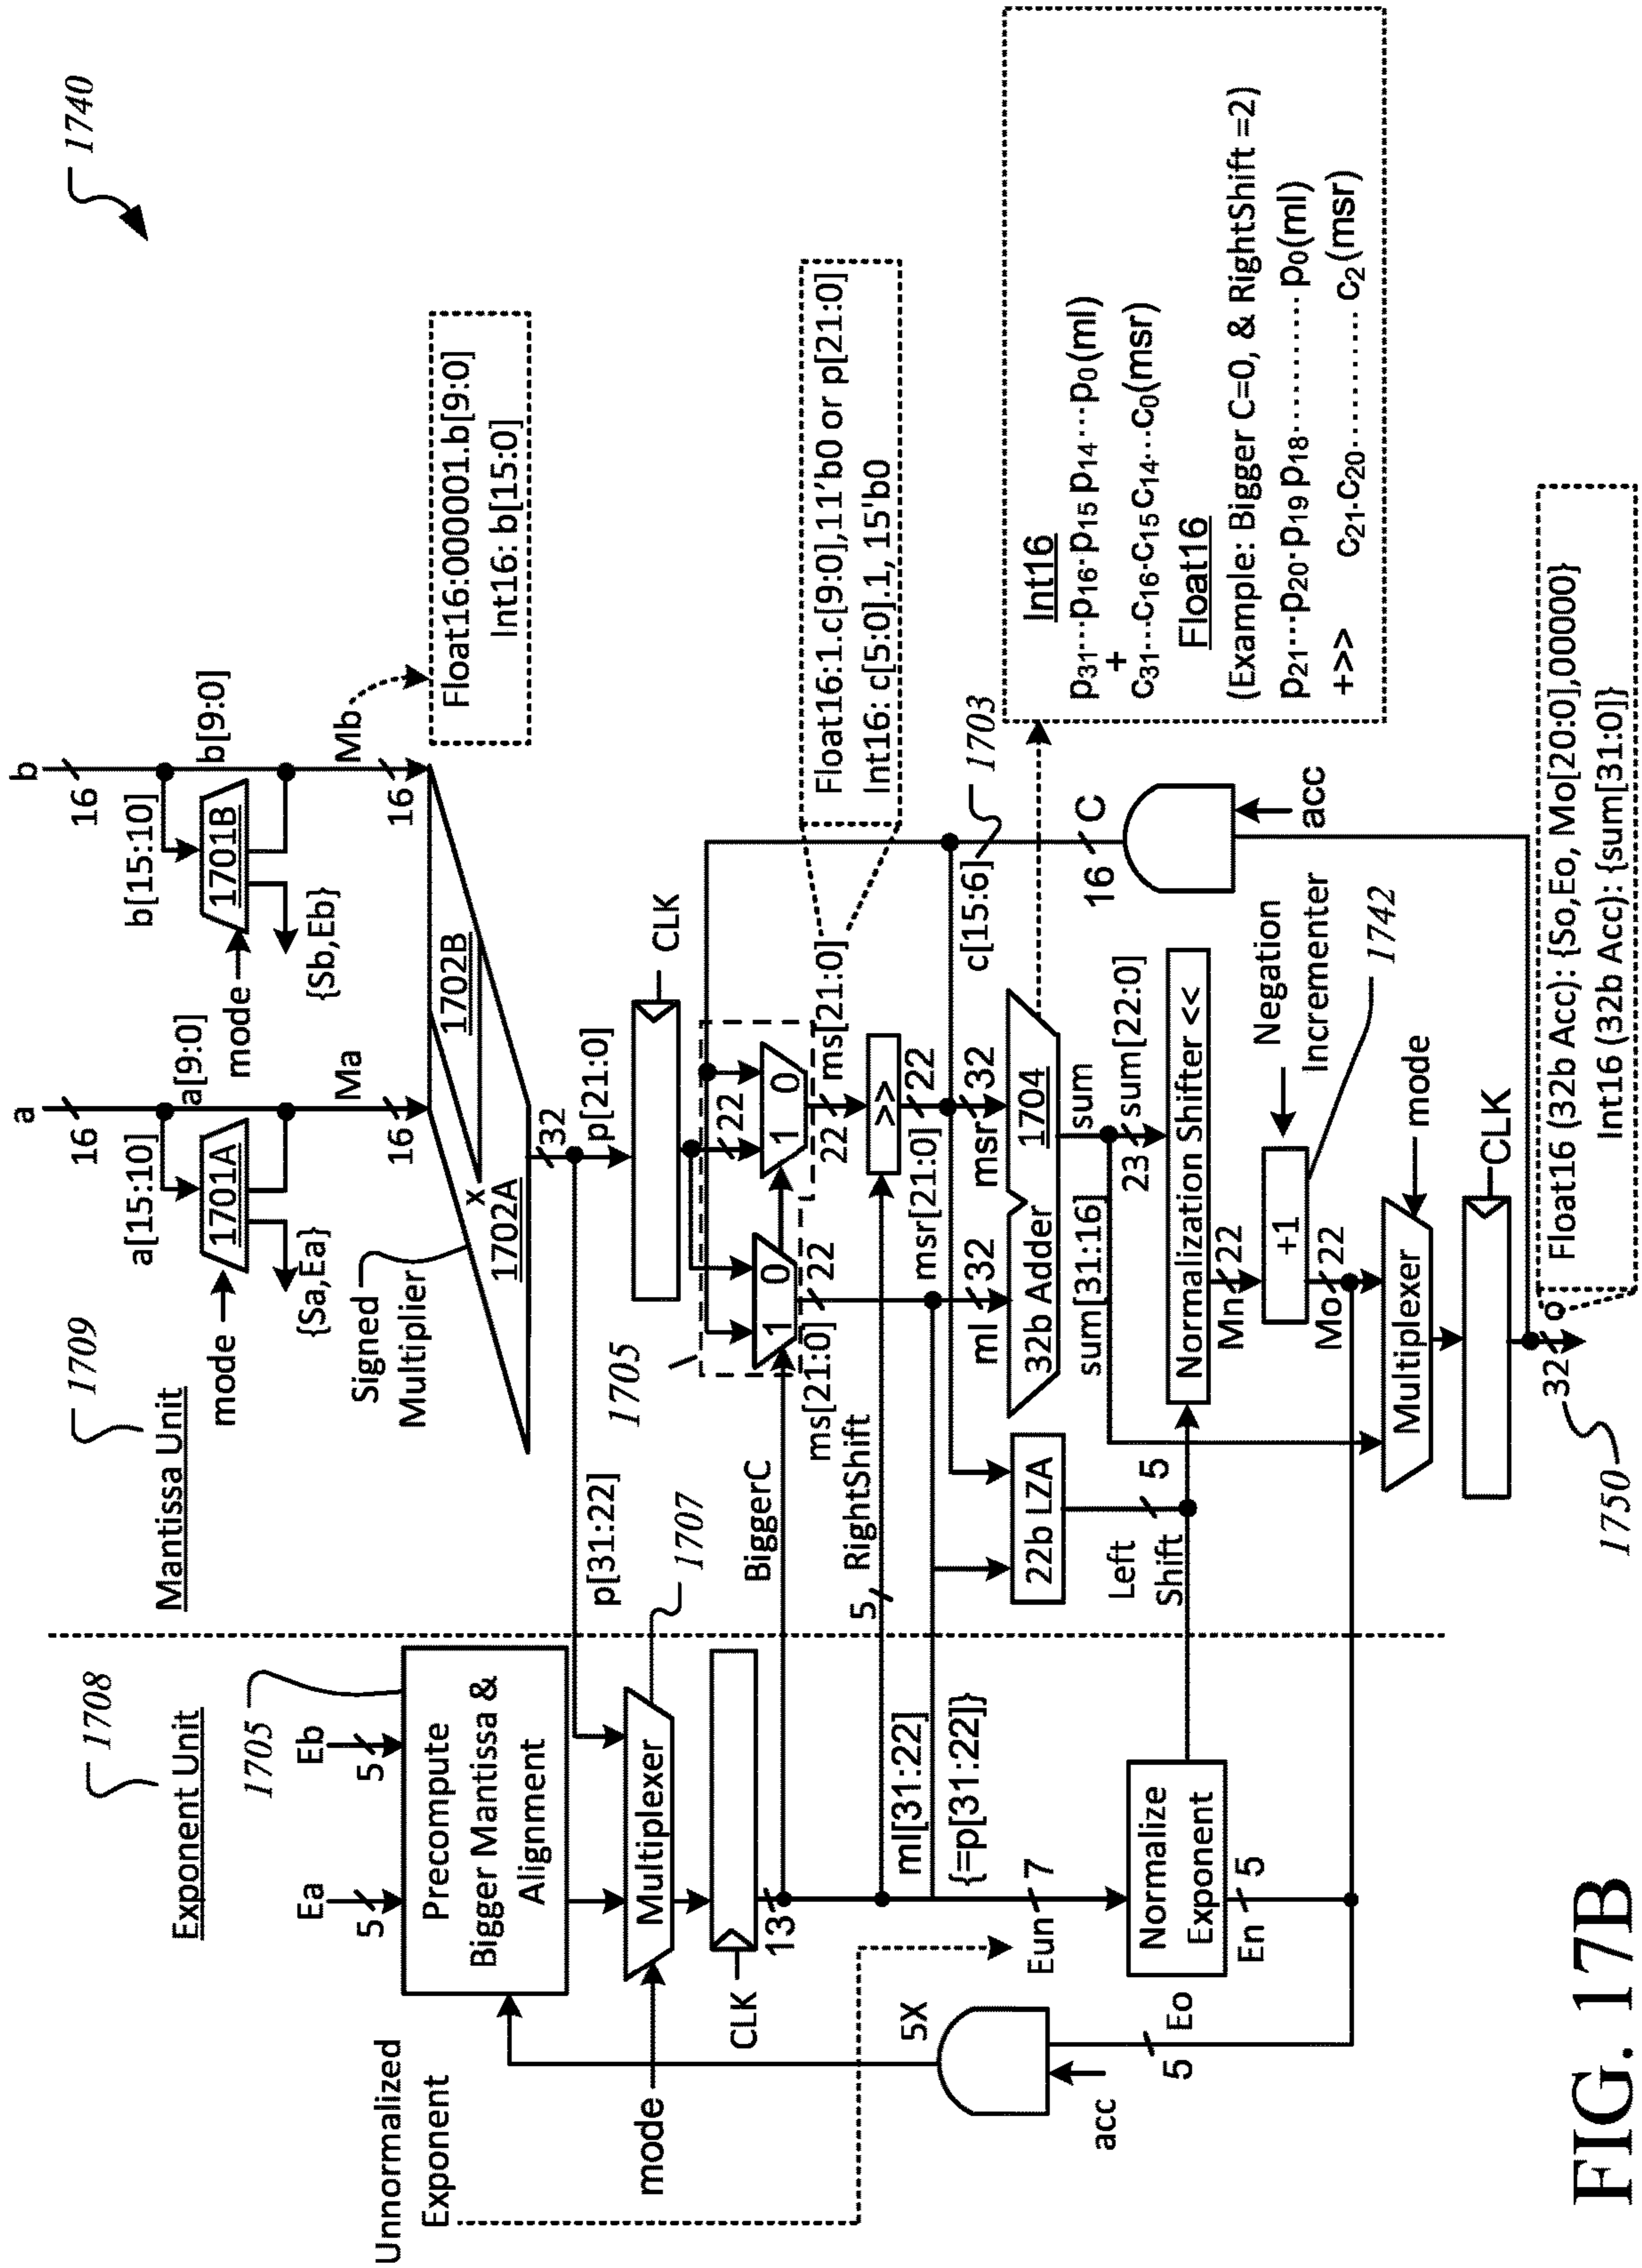 1740
Mantissa Unit
1709
a
16
a[15:10]
a[9:0]
1701A
mode
{Sa,Ea}
Ma
16
b
16
b[15:10]
b[9:0]
1701B
mode
{Sb,Eb}
Mb
16
Float16:000001.b[9:0]
Int16: b[15:0]
Signed
Multiplier
x
1702A
1702B
32
p[21:0]
p[31:22]
CLK
1705
1 0
22
1 0
22
ms[21:0]
22
ms[21:0]
Float16:1.c[9:0],11'b0 or p[21:0]
Int16: c[5:0].1, 15'b0
BiggerC
RightShift
5
>>
22
msr[21:0]
c[15:6]
1703
16
C
acc
ml
32
msr
32
32b Adder
1704
sum
sum[31:16]
23
sum[22:0]
Int16
p31···p16·p15 p14···p0(ml)
+
c31···c16·c15 c14···c0(msr)
Float16
(Example: Bigger C=0, & RightShift =2)
p21···p20·p19 p18··········p0(ml)
+>> c21·c20·········c2(msr)
22b LZA
Left
Shift
5
Normalization Shifter <<
Mn
22
+1
Negation
Incrementer
1742
Mo
22
Multiplexer
mode
CLK
32
o
1750
Float16 (32b Acc): {So,Eo, Mo[20:0],00000}
Int16 (32b Acc): {sum[31:0]}
Exponent Unit
1708
1705
Ea
5
Eb
5
Precompute
Bigger Mantissa &
Alignment
Multiplexer
1707
mode
CLK
13
ml[31:22]
{=p[31:22]}
Unnormalized
Exponent
Eun
7
Normalize
Exponent
En
5
5X
acc
5
Eo
FIG. 17B